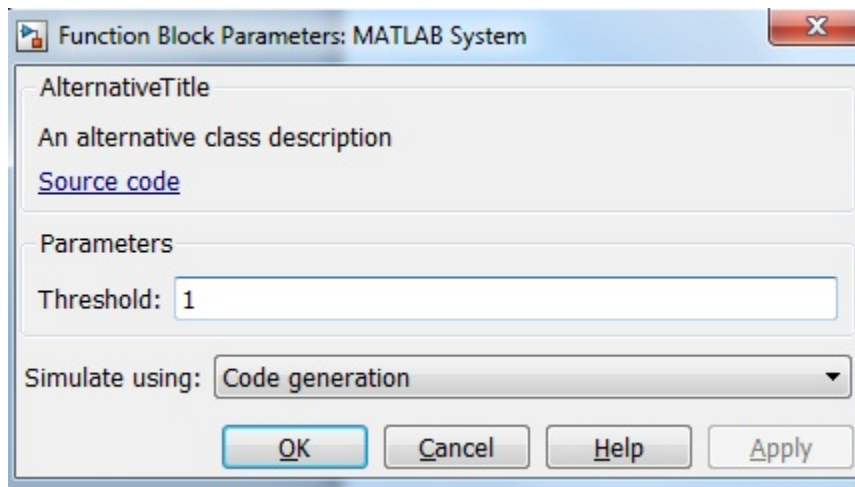 Function Block Parameters: MATLAB System
AlternativeTitle
An alternative class description
Source code
Parameters
Threshold: 1
Simulate using: Code generation
OK Cancel Help Apply